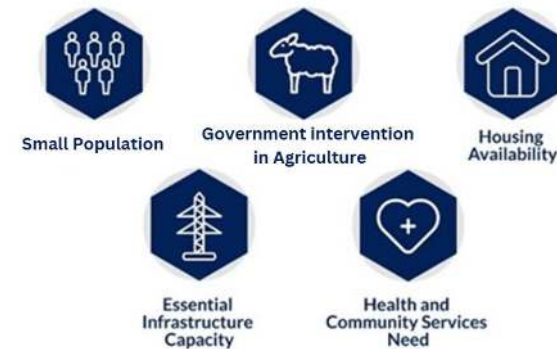 Small Population
Government intervention
in Agriculture
Housing
Availability
Essential
Infrastructure
Capacity
Health and
Community Services
Need